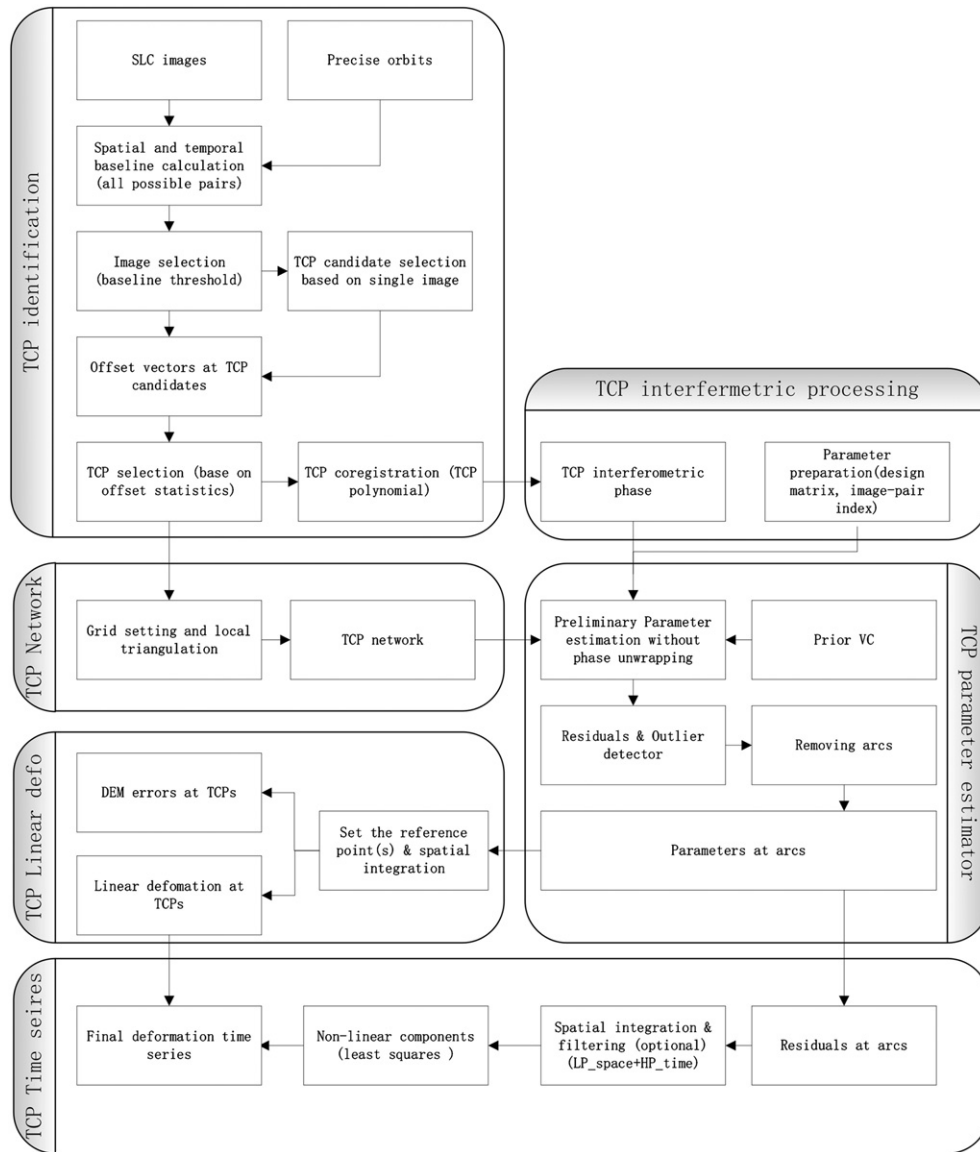 TCP identification
SLC images
Precise orbits
Spatial and temporal
baseline calculation
(all possible pairs)
Image selection
(baseline threshold)
TCP candidate selection
based on single image
Offset vectors at TCP
candidates
TCP selection (base on
offset statistics)
TCP coregistration (TCP
polynomial)
TCP interfermetric processing
TCP interferometric
phase
Parameter
preparation(design
matrix, image-pair
index)
TCP Network
Grid setting and local
triangulation
TCP network
TCP parameter estimator
Preliminary Parameter
estimation without
phase unwrapping
Prior VC
Residuals & Outlier
detector
Removing arcs
Parameters at arcs
TCP Linear defo
DEM errors at TCPs
Set the reference
point(s) & spatial
integration
Linear defomation at
TCPs
TCP Time seires
Final deformation time
series
Non-linear components
(least squares )
Spatial integration &
filtering (optional)
(LP_space+HP_time)
Residuals at arcs